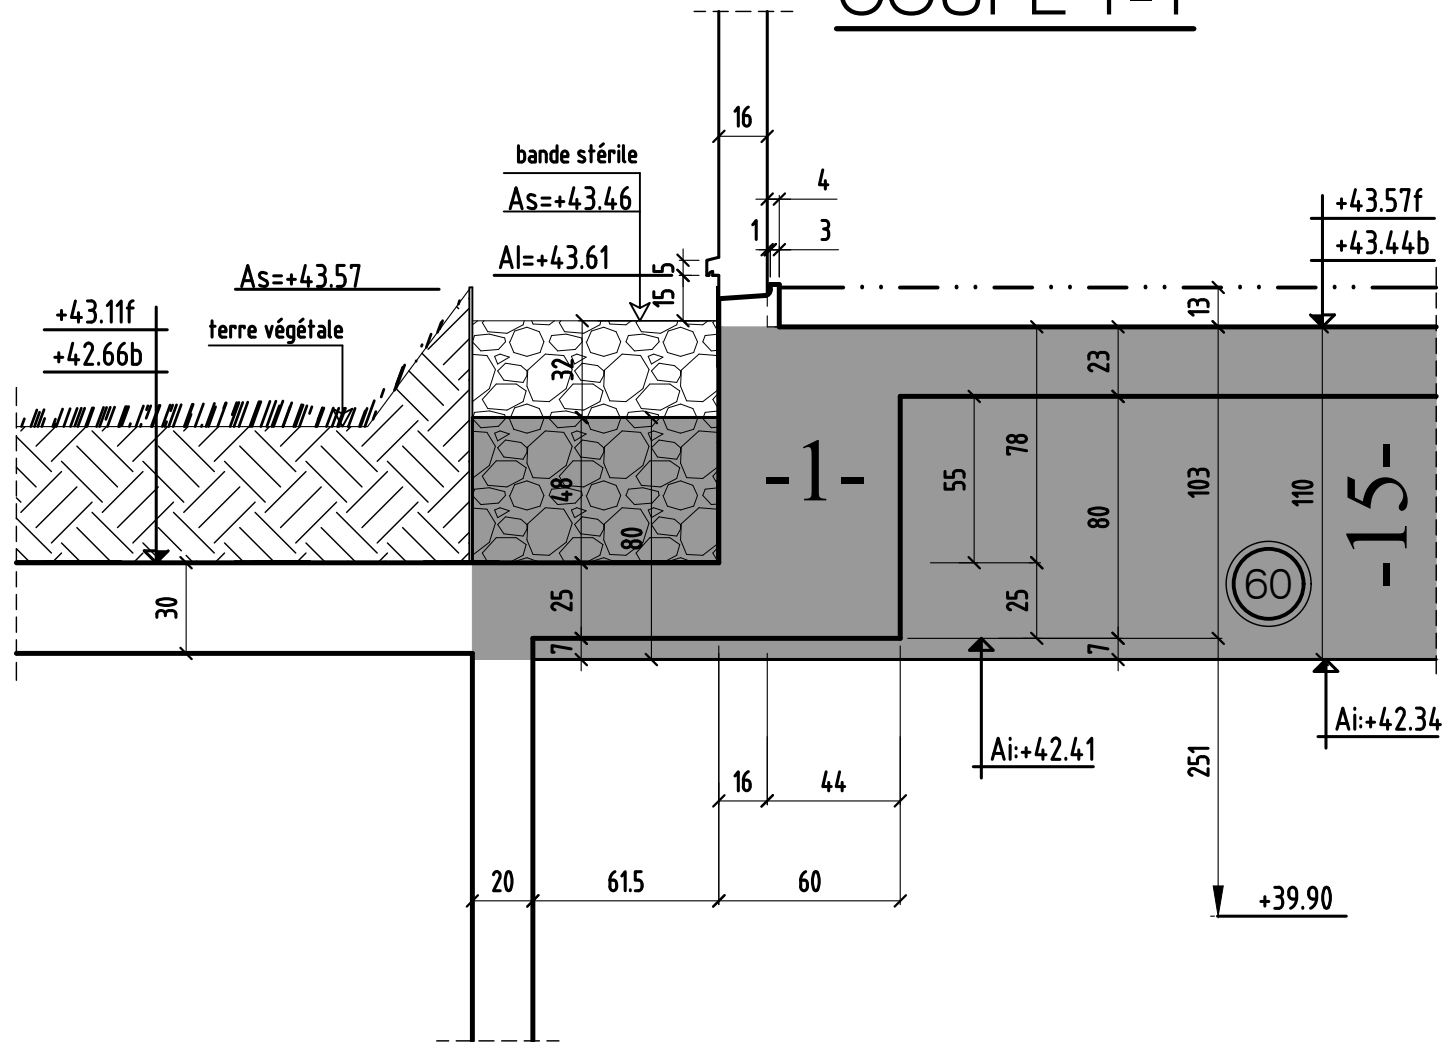 COUPE 1-1
16
bande stérile
As=+43.46
4
1
3
+43.57f
+43.44b
Al=+43.61
As=+43.57
5
15
13
+43.11f
terre végétale
+42.66b
32
23
78
-1-
55
103
48
80
80
110
-15-
60
30
25
25
7
7
Ai:+42.34
Ai:+42.41
251
16
44
20
61.5
60
+39.90